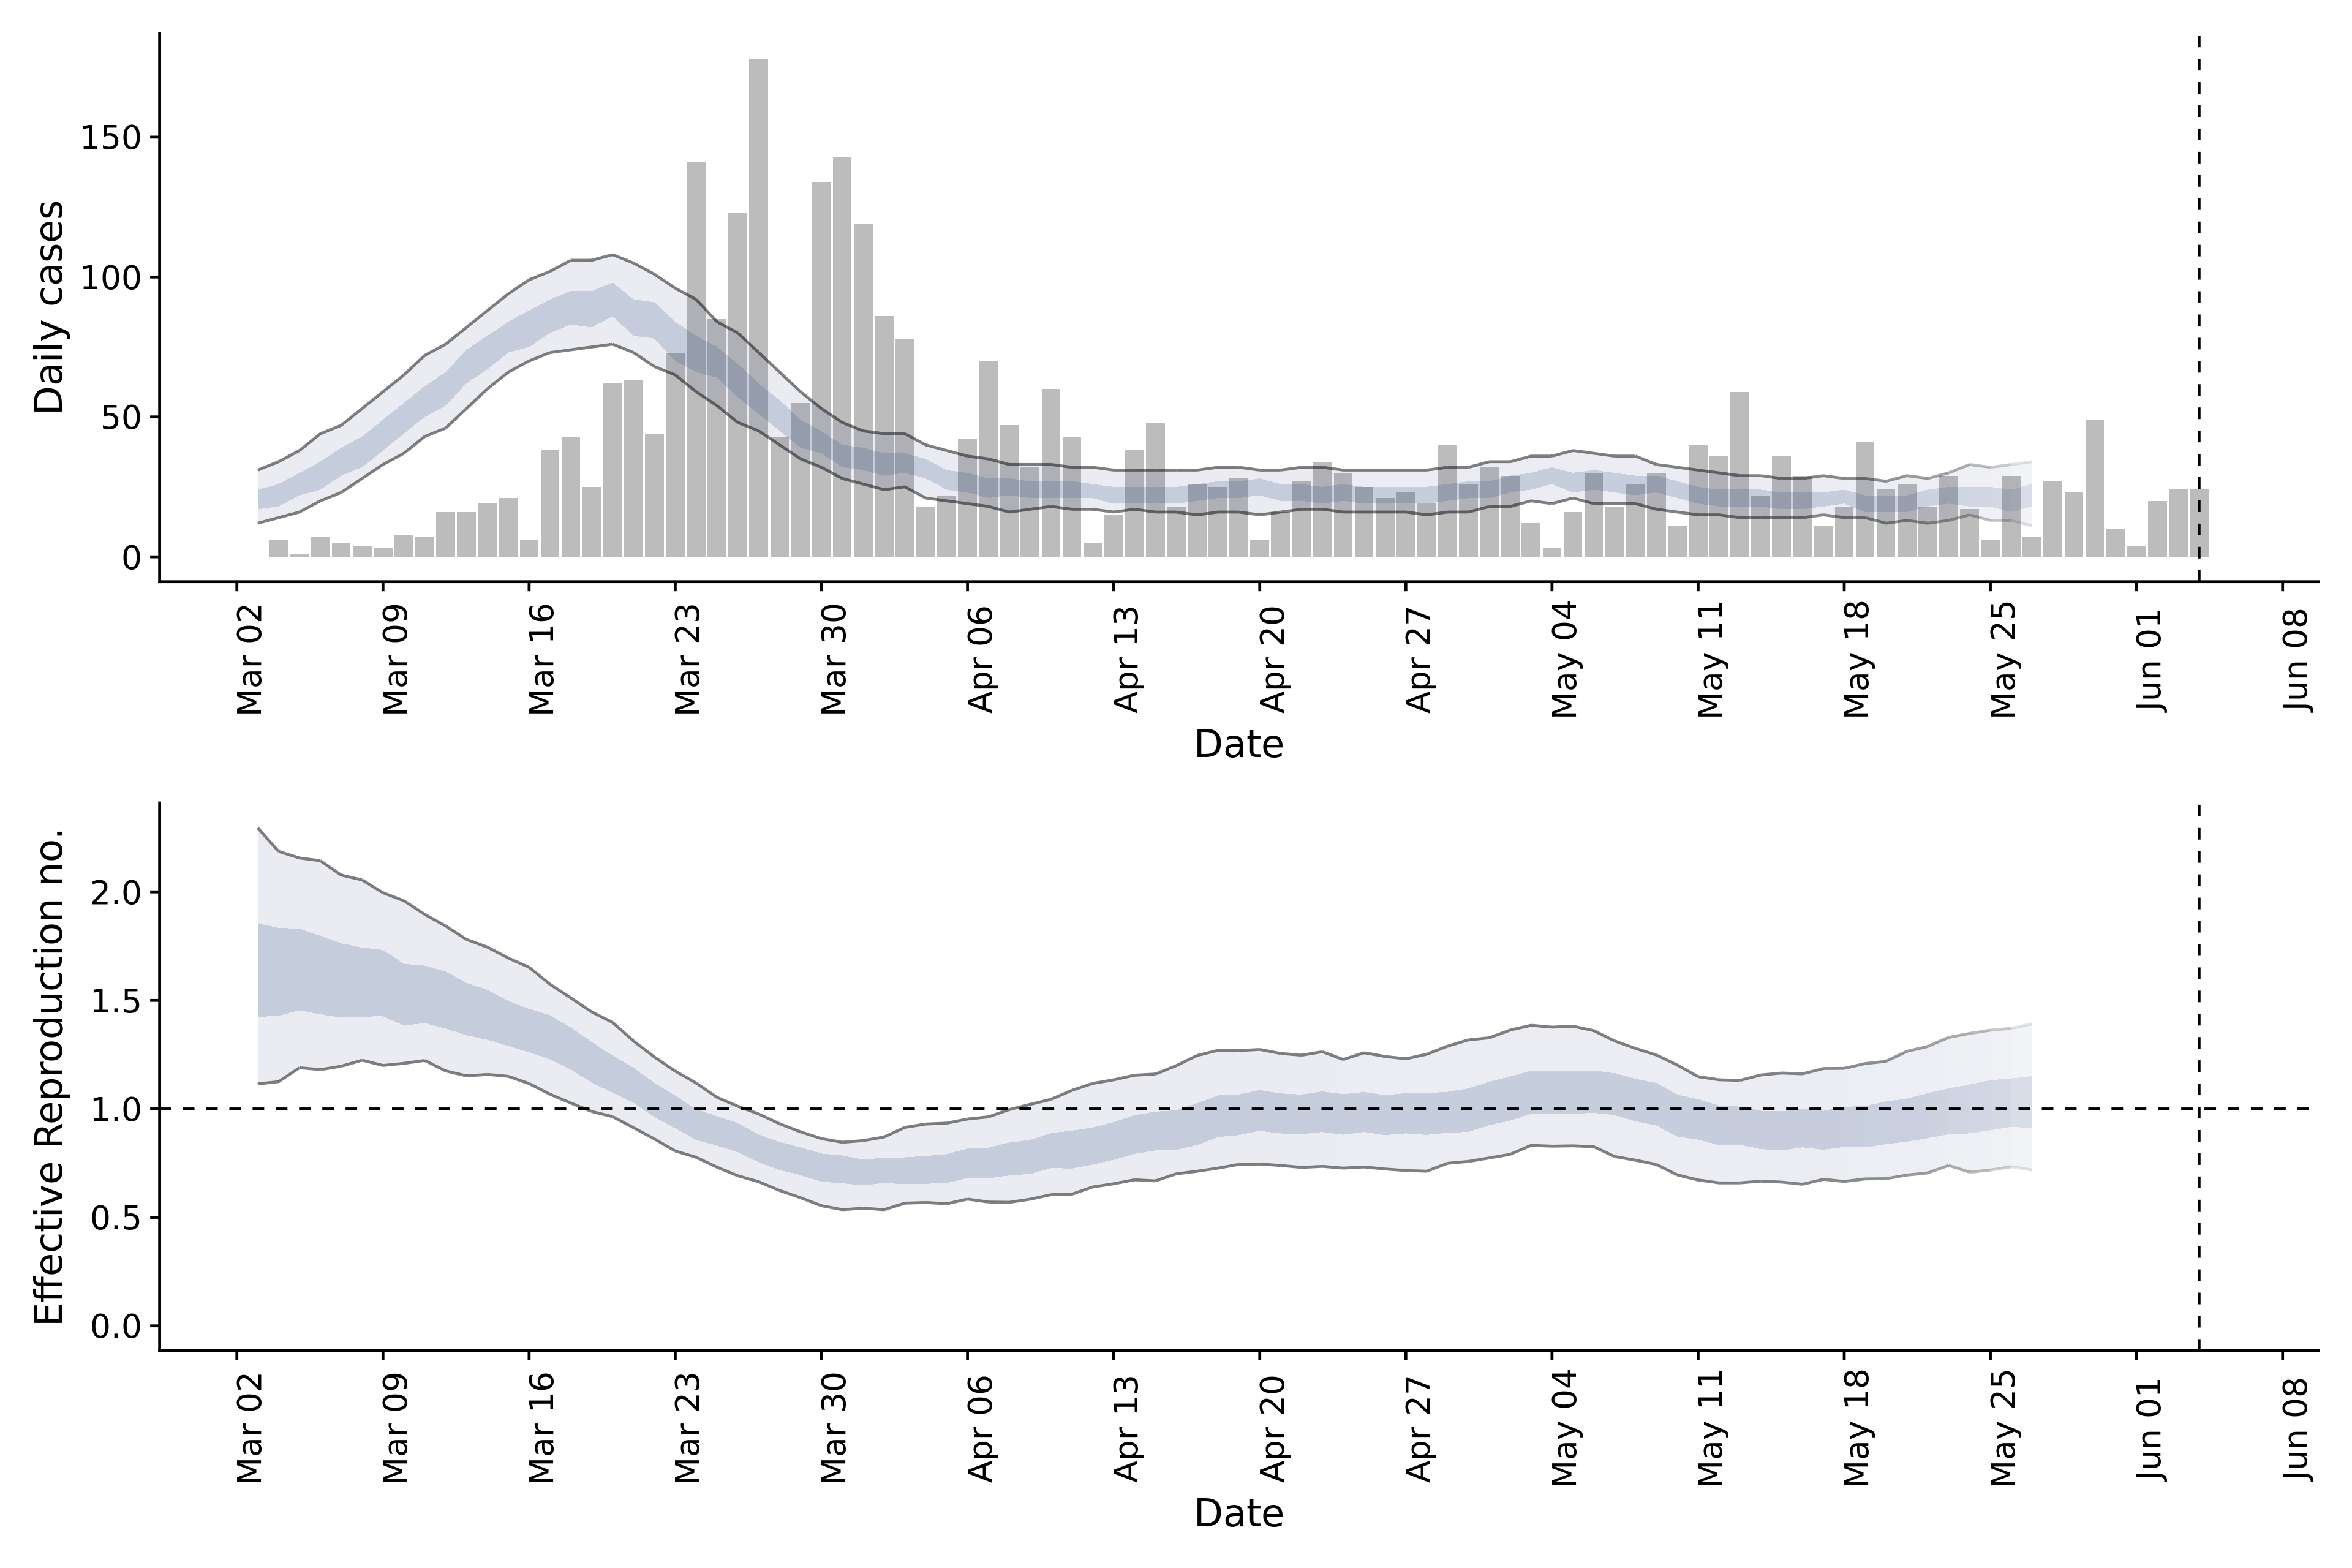 Daily cases
150
100
50
0
Mar 02
Mar 09
Mar 16
Mar 23
Mar 30
Apr 06
Apr 13
Apr 20
Apr 27
May 04
May 11
May 18
May 25
Jun 01
Jun 08
Date
Effective Reproduction no.
2.0
1.5
1.0
0.5
0.0
Mar 02
Mar 09
Mar 16
Mar 23
Mar 30
Apr 06
Apr 13
Apr 20
Apr 27
May 04
May 11
May 18
May 25
Jun 01
Jun 08
Date